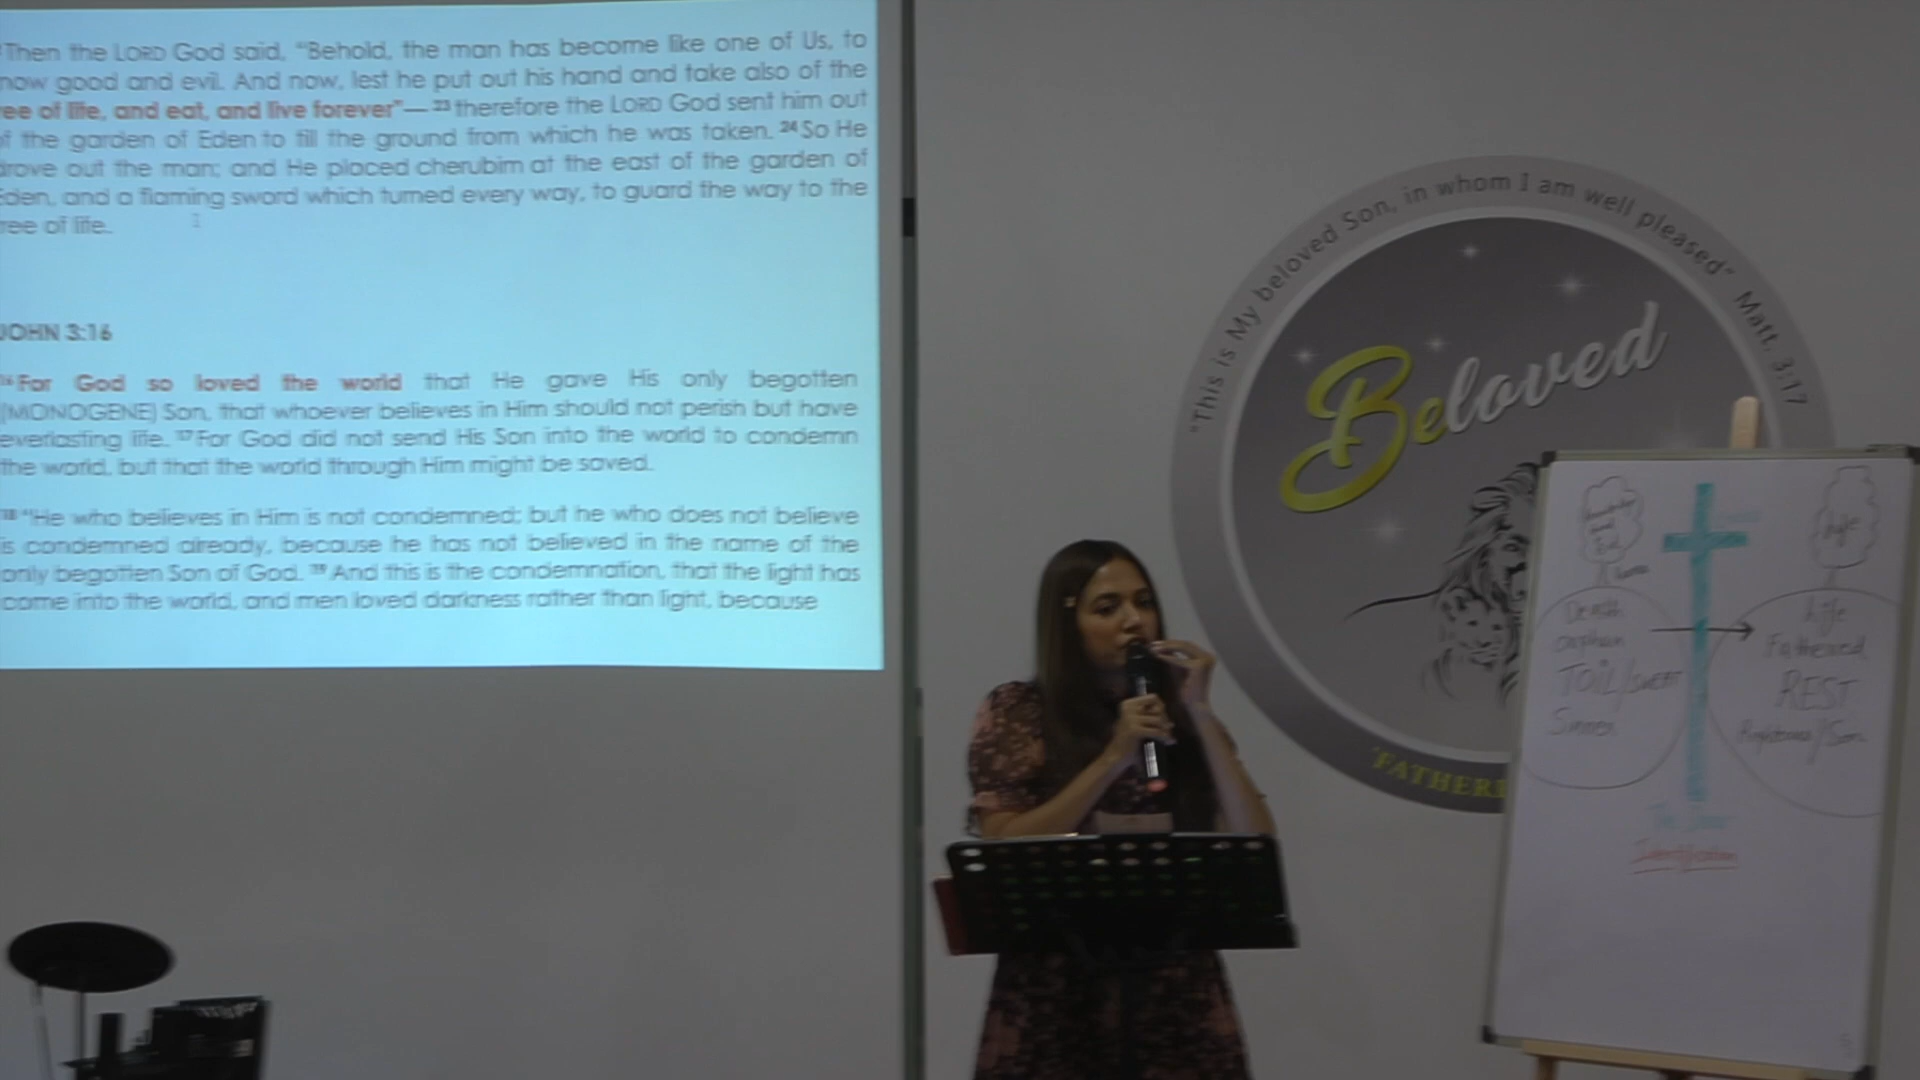 Then the LORD God said, "Behold, the man has become like one of Us, to
now good and evil. And now, lest he put out his hand and take also of the
ree of life, and eat, and live forever"— 23 therefore the LORD God sent him out
f the garden of Eden to till the ground from which he was taken. 24 So He
rove out the man; and He placed cherubim at the east of the garden of
Eden, and a flaming sword which turned every way, to guard the way to the
ree of life.
JOHN 3:16
16 For God so loved the world that He gave His only begotten
(MONOGENE) Son, that whoever believes in Him should not perish but have
everlasting life. 17 For God did not send His Son into the world to condemn
the world, but that the world through Him might be saved.
18 "He who believes in Him is not condemned; but he who does not believe
is condemned already, because he has not believed in the name of the
only begotten Son of God. 19 And this is the condemnation, that the light has
come into the world, and men loved darkness rather than light, because
"This is My beloved Son, in whom I am well pleased" Matt. 3:17
Beloved
"FATHERE
Life
Death
orphan
TOIL/SWEAT
Sinner
Life
Fathered
REST
Righteous/Son
The Door
Identification